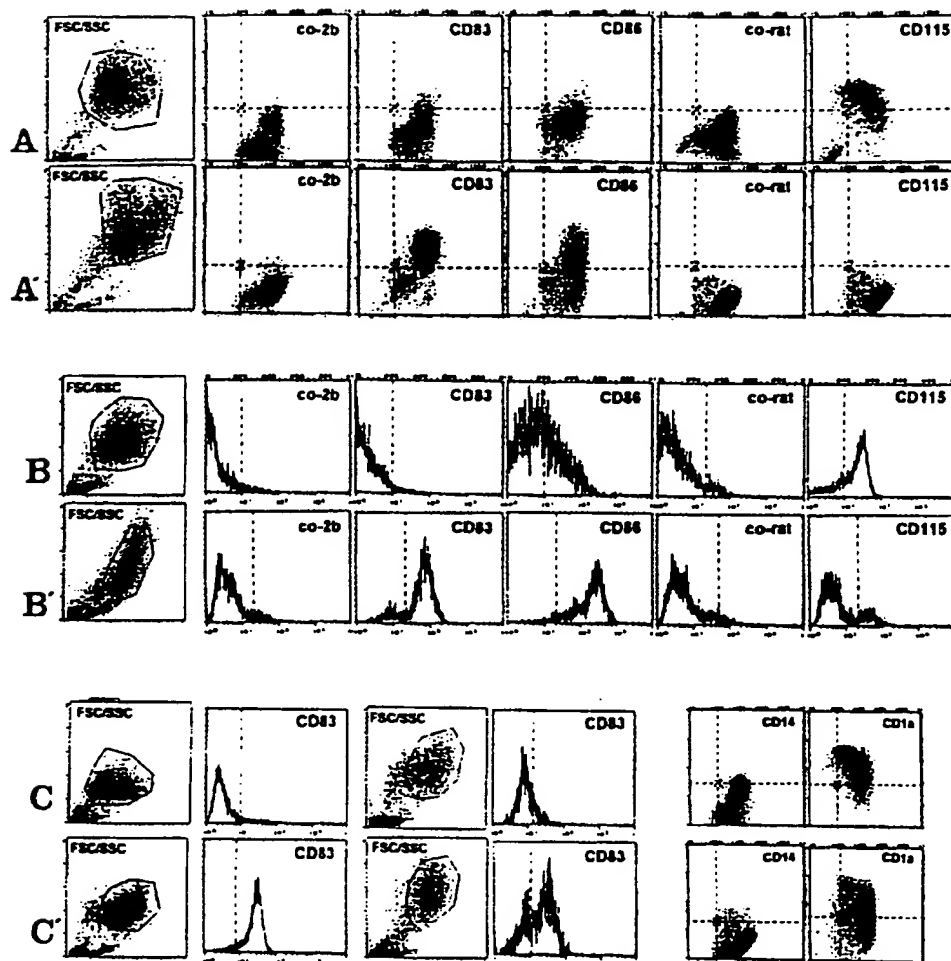 FSC/SSC co-2b CD83 CD86 co-rat CD115
A
FSC/SSC co-2b CD83 CD86 co-rat CD115
A′
FSC/SSC co-2b CD83 CD86 co-rat CD115
B
FSC/SSC co-2b CD83 CD86 co-rat CD115
B′
FSC/SSC CD83 FSC/SSC CD83 CD14 CD1a
C
FSC/SSC CD83 FSC/SSC CD83 CD14 CD1a
C′